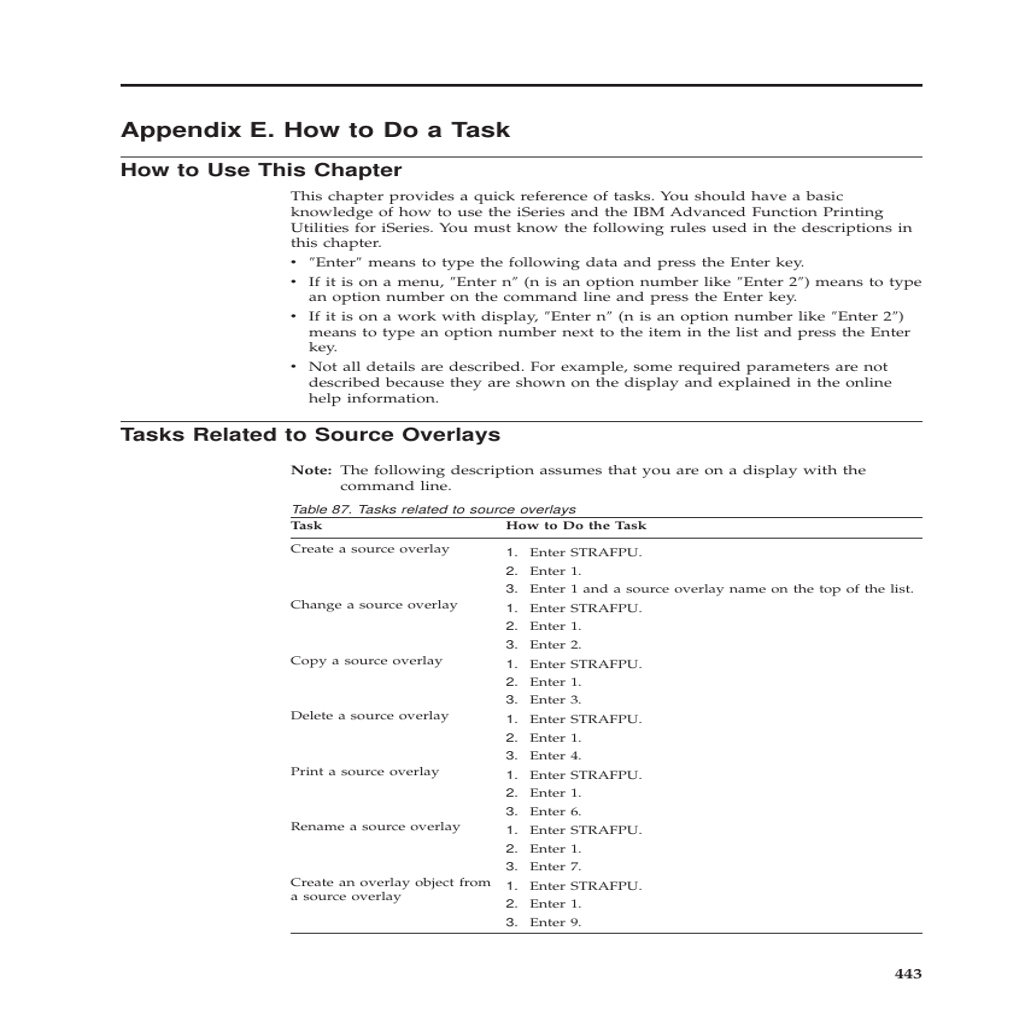 Appendix E. How to Do a Task
How to Use This Chapter
This chapter provides a quick reference of tasks. You should have a basic
knowledge of how to use the iSeries and the IBM Advanced Function Printing
Utilities for iSeries. You must know the following rules used in the descriptions in
this chapter.
• ″Enter″ means to type the following data and press the Enter key.
• If it is on a menu, ″Enter n″ (n is an option number like ″Enter 2″) means to type
an option number on the command line and press the Enter key.
• If it is on a work with display, ″Enter n″ (n is an option number like ″Enter 2″)
means to type an option number next to the item in the list and press the Enter
key.
• Not all details are described. For example, some required parameters are not
described because they are shown on the display and explained in the online
help information.
Tasks Related to Source Overlays
Note: The following description assumes that you are on a display with the
command line.
Table 87. Tasks related to source overlays
Task How to Do the Task
Create a source overlay 1. Enter STRAFPU.
2. Enter 1.
3. Enter 1 and a source overlay name on the top of the list.
Change a source overlay 1. Enter STRAFPU.
2. Enter 1.
3. Enter 2.
Copy a source overlay 1. Enter STRAFPU.
2. Enter 1.
3. Enter 3.
Delete a source overlay 1. Enter STRAFPU.
2. Enter 1.
3. Enter 4.
Print a source overlay 1. Enter STRAFPU.
2. Enter 1.
3. Enter 6.
Rename a source overlay 1. Enter STRAFPU.
2. Enter 1.
3. Enter 7.
Create an overlay object from 1. Enter STRAFPU.
a source overlay 2. Enter 1.
3. Enter 9.
443